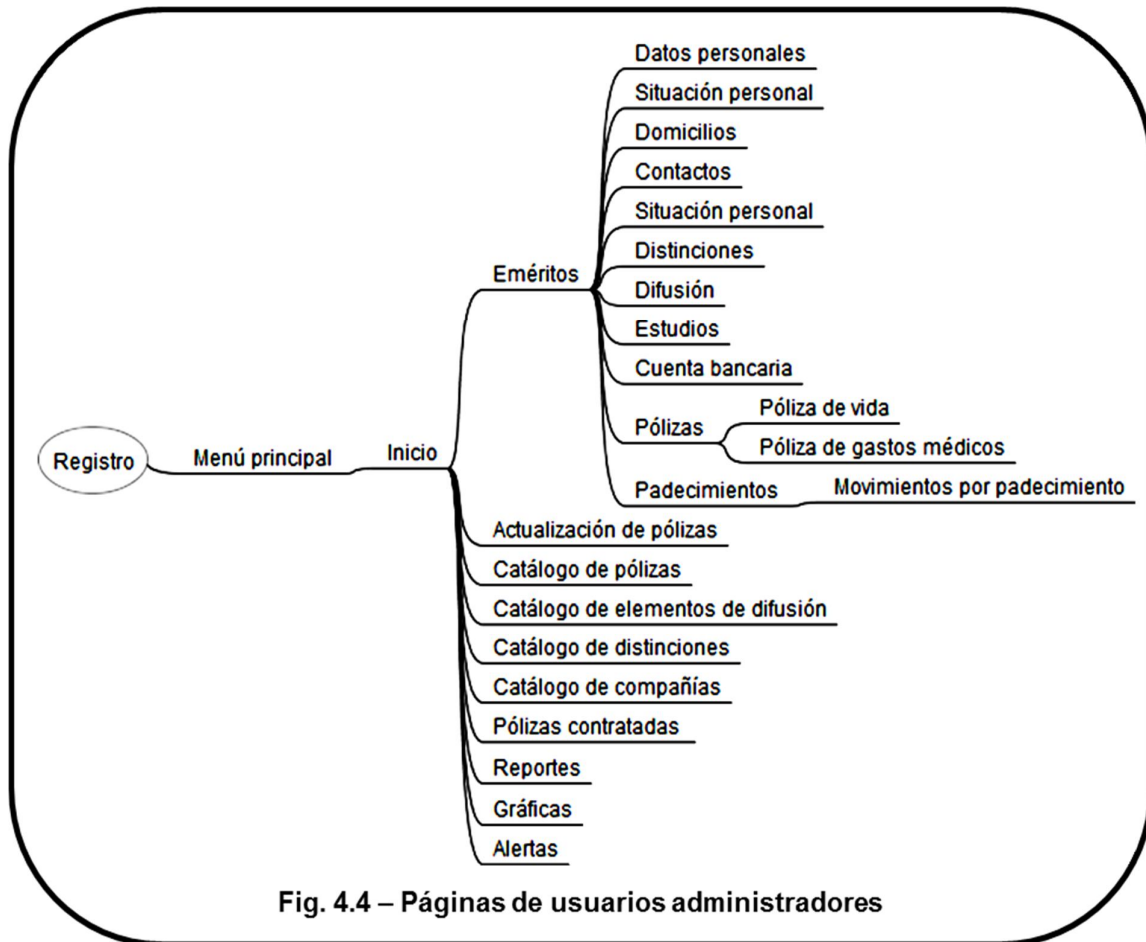 Datos personales
Situación personal
Domicilios
Contactos
Situación personal
Distinciones
Eméritos
Difusión
Estudios
Cuenta bancaria
Póliza de vida
Pólizas
Póliza de gastos médicos
Registro
Menú principal
Inicio
Padecimientos
Movimientos por padecimiento
Actualización de pólizas
Catálogo de pólizas
Catálogo de elementos de difusión
Catálogo de distinciones
Catálogo de compañías
Pólizas contratadas
Reportes
Gráficas
Alertas
Fig. 4.4 – Páginas de usuarios administradores